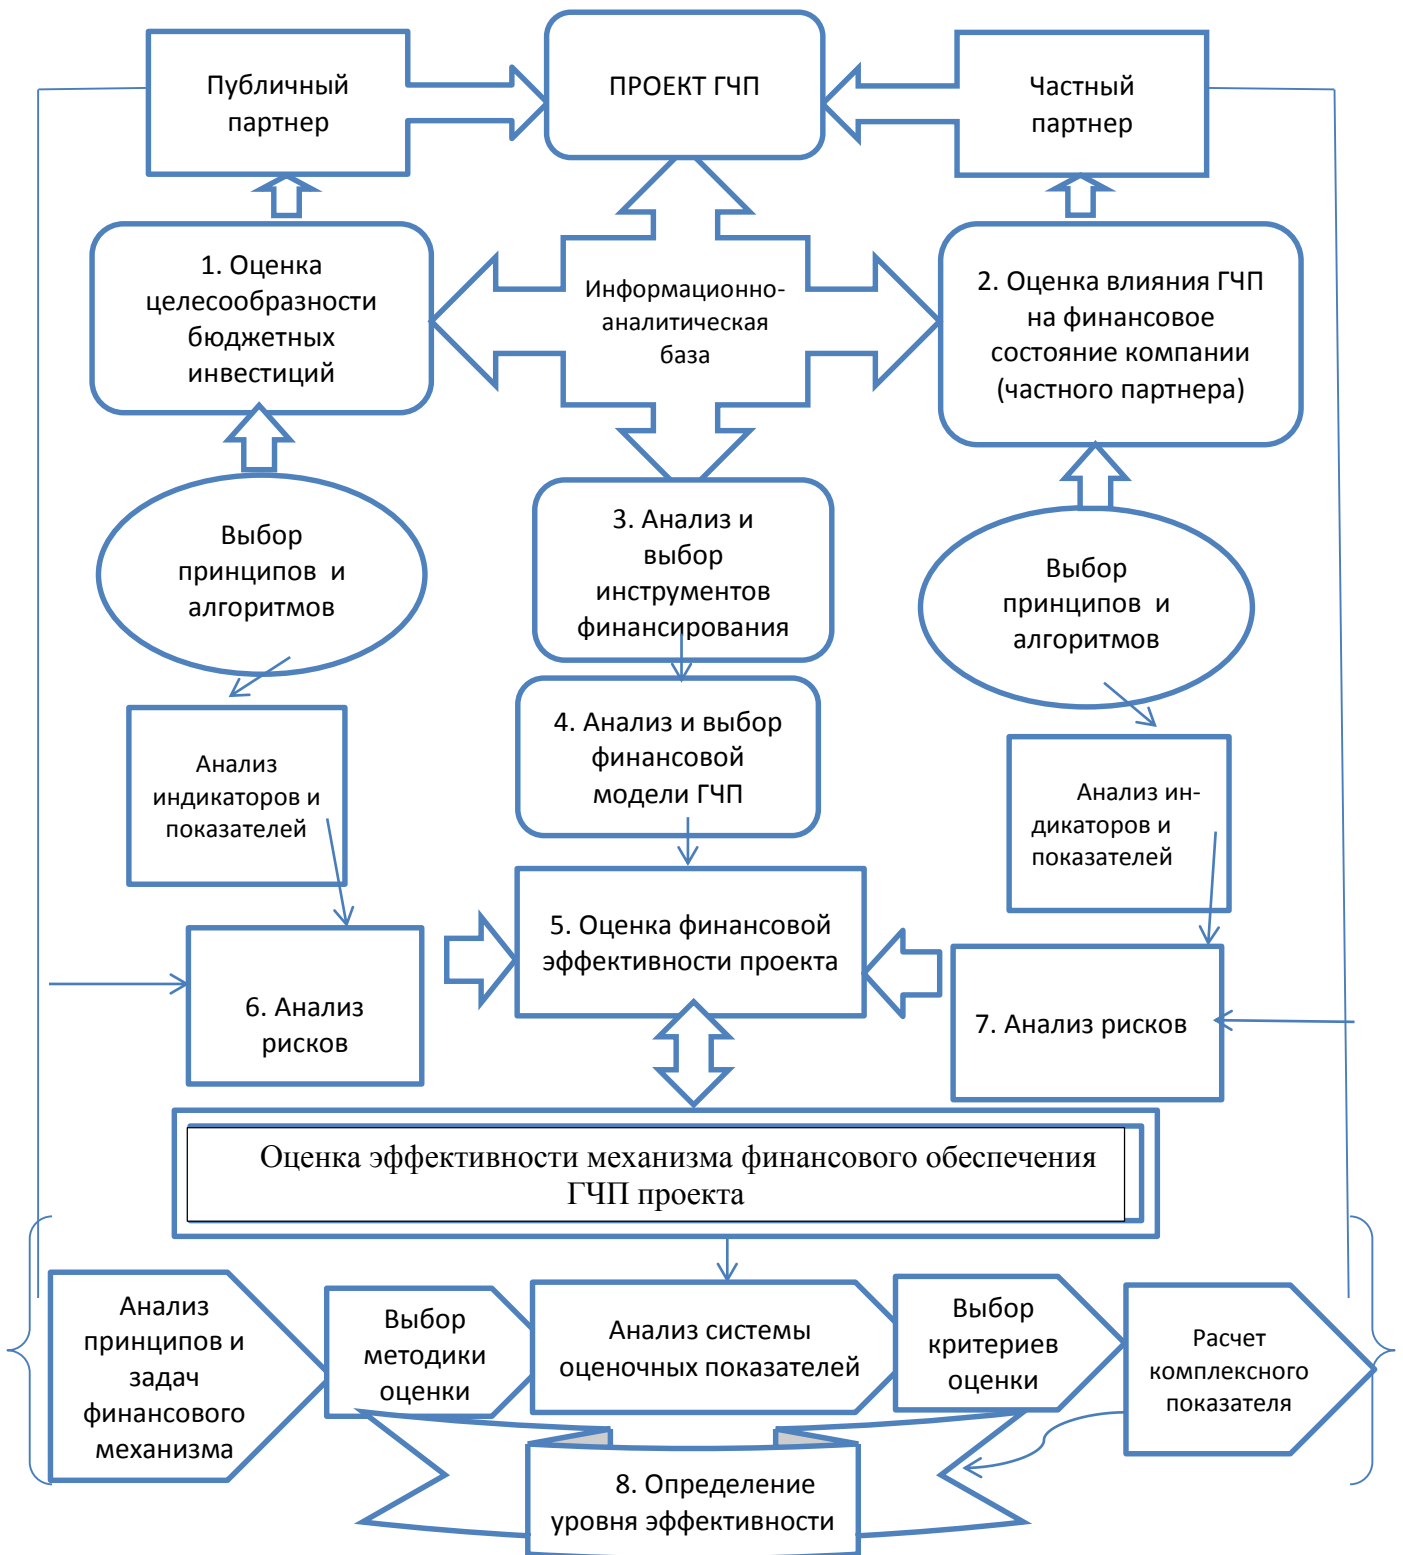 Публичный
партнер
ПРОЕКТ ГЧП
Частный
партнер
1. Оценка
целесообразности
бюджетных
инвестиций
Информационно-
аналитическая
база
2. Оценка влияния ГЧП
на финансовое
состояние компании
(частного партнера)
Выбор
принципов и
алгоритмов
3. Анализ и
выбор
инструментов
финансирования
Выбор
принципов и
алгоритмов
4. Анализ и выбор
финансовой
модели ГЧП
Анализ
индикаторов и
показателей
Анализ ин-
дикаторов и
показателей
5. Оценка финансовой
эффективности проекта
6. Анализ
рисков
7. Анализ рисков
Оценка эффективности механизма финансового обеспечения
ГЧП проекта
Анализ
принципов и
задач
финансового
механизма
Выбор
методики
оценки
Анализ системы
оценочных показателей
Выбор
критериев
оценки
Расчет
комплексного
показателя
8. Определение
уровня эффективности